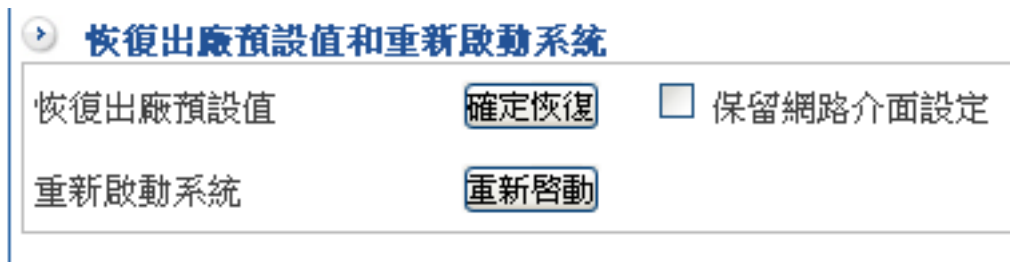 恢復出廠預設值和重新啟動系統
恢復出廠預設值 確定恢復 保留網路介面設定
重新啟動系統 重新啓動